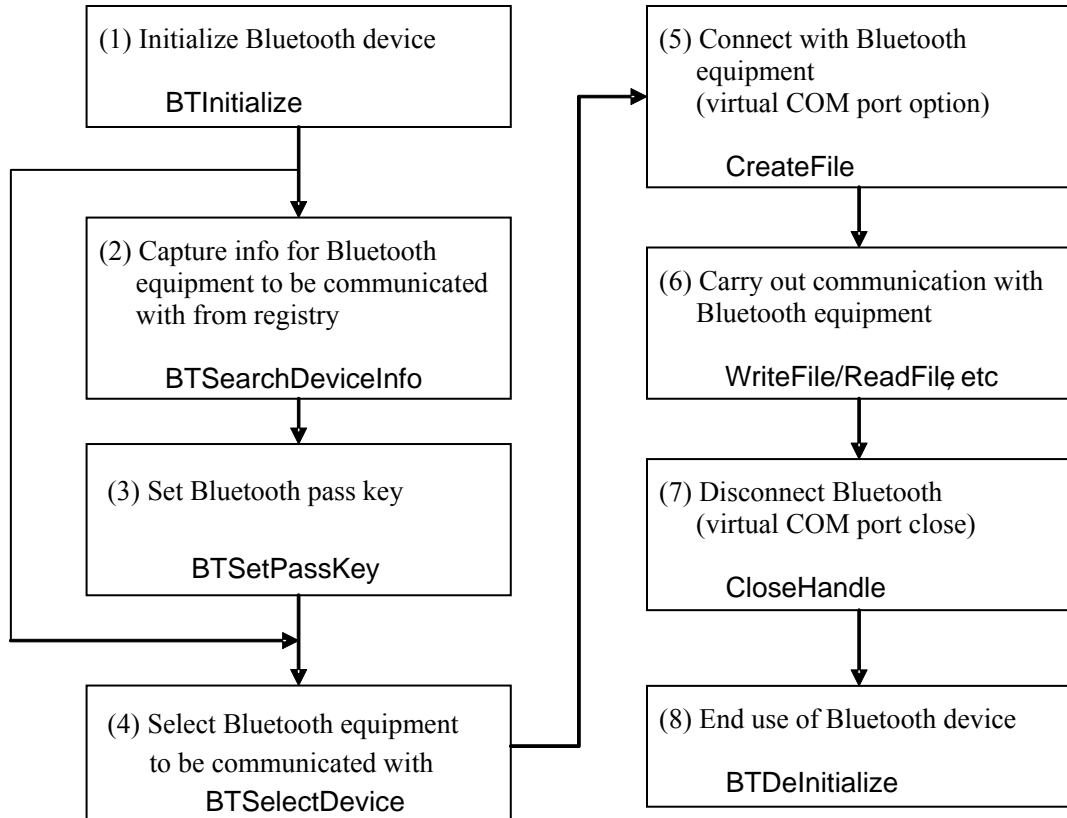 (1) Initialize Bluetooth device
BTInitialize
(2) Capture info for Bluetooth
equipment to be communicated
with from registry
BTSearchDeviceInfo
(3) Set Bluetooth pass key
BTSetPassKey
(4) Select Bluetooth equipment
to be communicated with
BTSelectDevice
(5) Connect with Bluetooth
equipment
(virtual COM port option)
CreateFile
(6) Carry out communication with
Bluetooth equipment
WriteFile/ReadFile, etc
(7) Disconnect Bluetooth
(virtual COM port close)
CloseHandle
(8) End use of Bluetooth device
BTDeInitialize